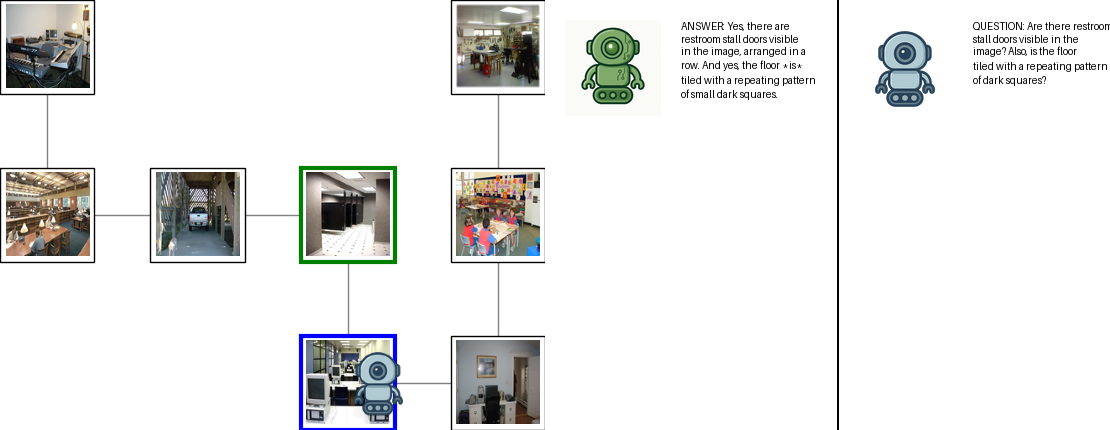 ANSWER: Yes, there are
restroom stall doors visible
in the image, arranged in a
row. And yes, the floor *is*
tiled with a repeating pattern
of small dark squares.
QUESTION: Are there restroom
stall doors visible in the
image? Also, is the floor
tiled with a repeating pattern
of dark squares?